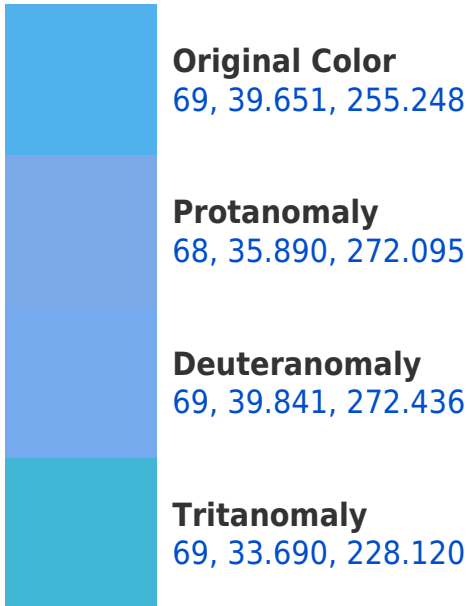 Original Color
69, 39.651, 255.248
Protanomaly
68, 35.890, 272.095
Deuteranomaly
69, 39.841, 272.436
Tritanomaly
69, 33.690, 228.120